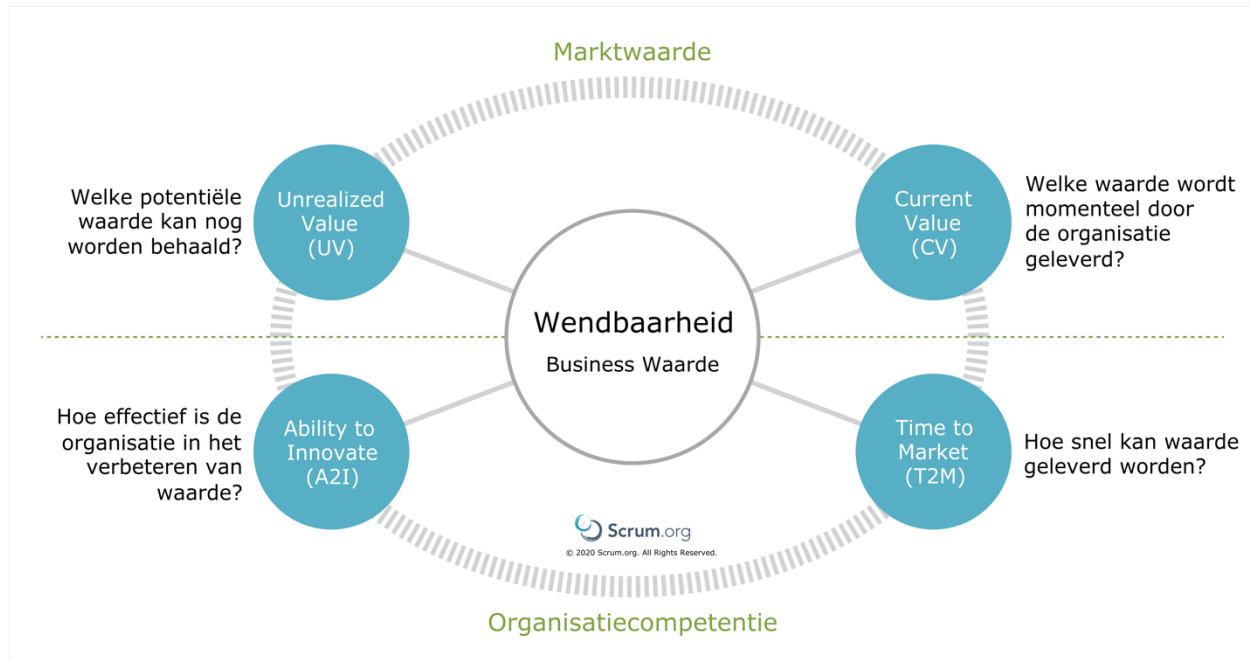 Marktwaarde
Welke potentiële
waarde kan nog
worden behaald?
Unrealized
Value
(UV)
Current
Value
(CV)
Welke waarde wordt
momenteel door
de organisatie
geleverd?
Wendbaarheid
Business Waarde
Hoe effectief is de
organisatie in het
verbeteren van
waarde?
Ability to
Innovate
(A2I)
Time to
Market
(T2M)
Hoe snel kan waarde
geleverd worden?
Scrum.org
© 2020 Scrum.org. All Rights Reserved.
Organisatiecompetentie